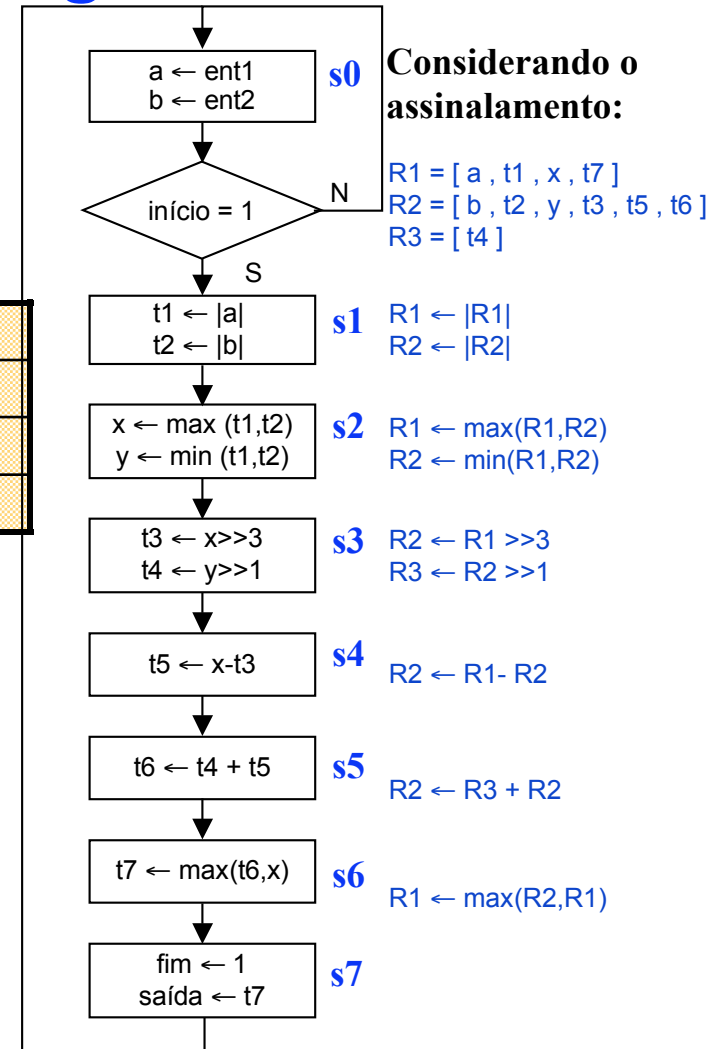 a ← ent1
b ← ent2
s0
Considerando o
assinalamento:
início = 1
N
S
R1 = [ a , t1 , x , t7 ]
R2 = [ b , t2 , y , t3 , t5 , t6 ]
R3 = [ t4 ]
t1 ← |a|
t2 ← |b|
s1
R1 ← |R1|
R2 ← |R2|
x ← max (t1,t2)
y ← min (t1,t2)
s2
R1 ← max(R1,R2)
R2 ← min(R1,R2)
t3 ← x>>3
t4 ← y>>1
s3
R2 ← R1 >>3
R3 ← R2 >>1
t5 ← x-t3
s4
R2 ← R1- R2
t6 ← t4 + t5
s5
R2 ← R3 + R2
t7 ← max(t6,x)
s6
R1 ← max(R2,R1)
fim ← 1
saída ← t7
s7